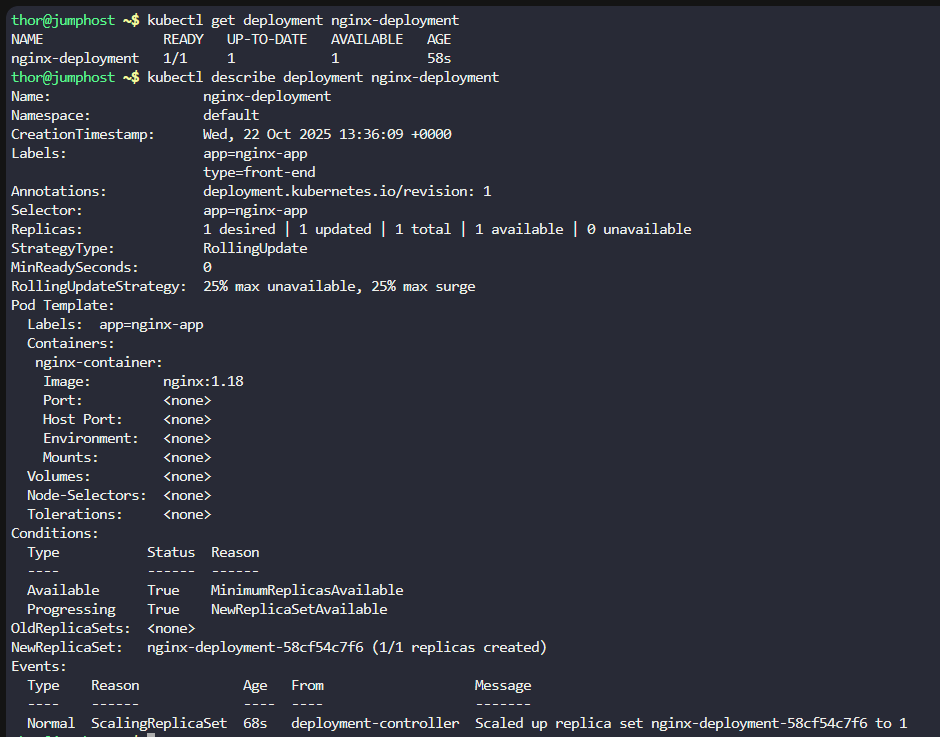 thor@jumphost ~$ kubectl get deployment nginx-deployment
NAME               READY   UP-TO-DATE   AVAILABLE   AGE
nginx-deployment   1/1     1            1           58s
thor@jumphost ~$ kubectl describe deployment nginx-deployment
Name:                   nginx-deployment
Namespace:              default
CreationTimestamp:      Wed, 22 Oct 2025 13:36:09 +0000
Labels:                 app=nginx-app
                        type=front-end
Annotations:            deployment.kubernetes.io/revision: 1
Selector:               app=nginx-app
Replicas:               1 desired | 1 updated | 1 total | 1 available | 0 unavailable
StrategyType:           RollingUpdate
MinReadySeconds:        0
RollingUpdateStrategy:  25% max unavailable, 25% max surge
Pod Template:
  Labels:  app=nginx-app
  Containers:
   nginx-container:
    Image:         nginx:1.18
    Port:          <none>
    Host Port:     <none>
    Environment:   <none>
    Mounts:        <none>
  Volumes:         <none>
  Node-Selectors:  <none>
  Tolerations:     <none>
Conditions:
  Type           Status  Reason
  ----           ------  ------
  Available      True    MinimumReplicasAvailable
  Progressing    True    NewReplicaSetAvailable
OldReplicaSets:  <none>
NewReplicaSet:   nginx-deployment-58cf54c7f6 (1/1 replicas created)
Events:
  Type    Reason             Age   From                   Message
  ----    ------             ----  ----                   -------
  Normal  ScalingReplicaSet  68s   deployment-controller  Scaled up replica set nginx-deployment-58cf54c7f6 to 1